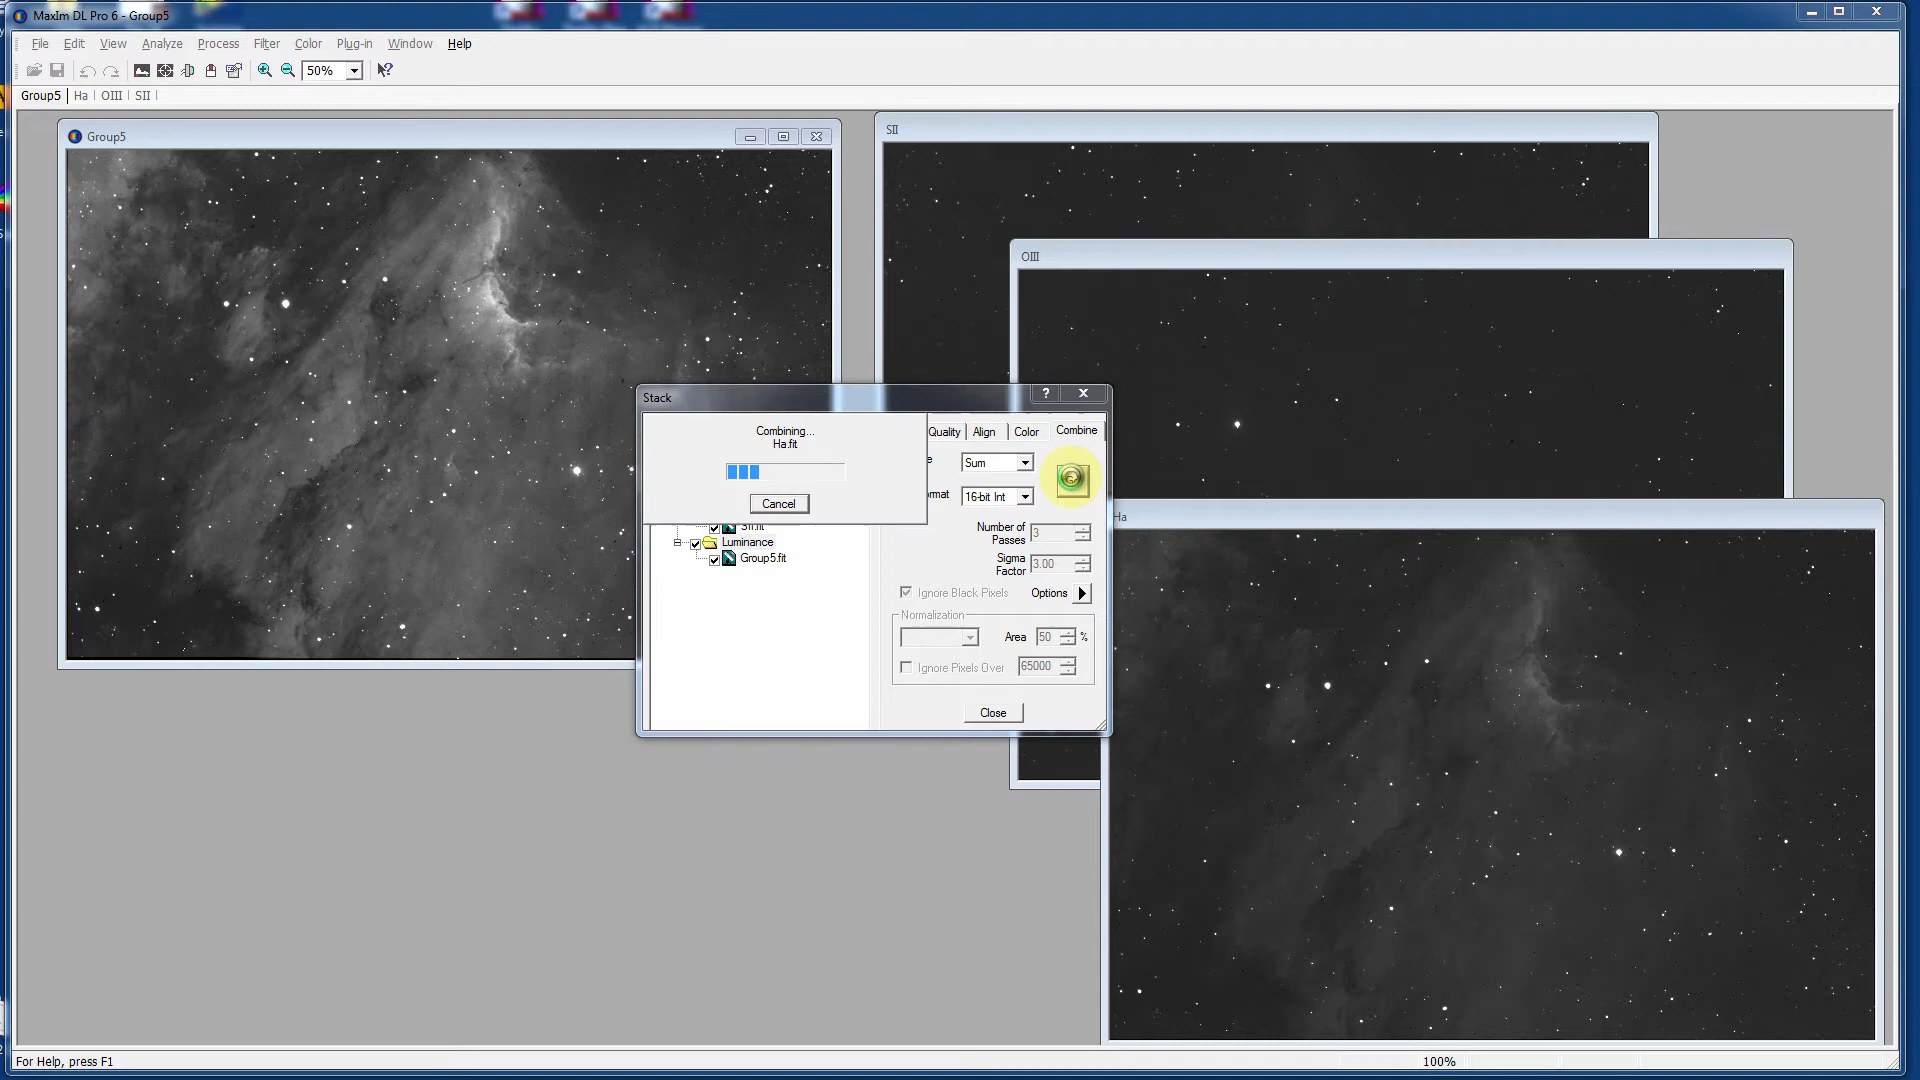 MaxIm DL Pro 6 - Group5
File Edit View Analyze Process Filter Color Plug-in Window Help
50%
Group5 Ha OIII SII
Group5
SII
OIII
Ha
Stack
Combining...
Ha.fit
Cancel
Quality Align Color Combine
Sum
16-bit Int
Number of
Passes
3
Sigma
Factor
3.00
Ignore Black Pixels Options
Normalization
Area 50 %
Ignore Pixels Over 65000
Close
SII.fit
Luminance
Group5.fit
For Help, press F1
100%